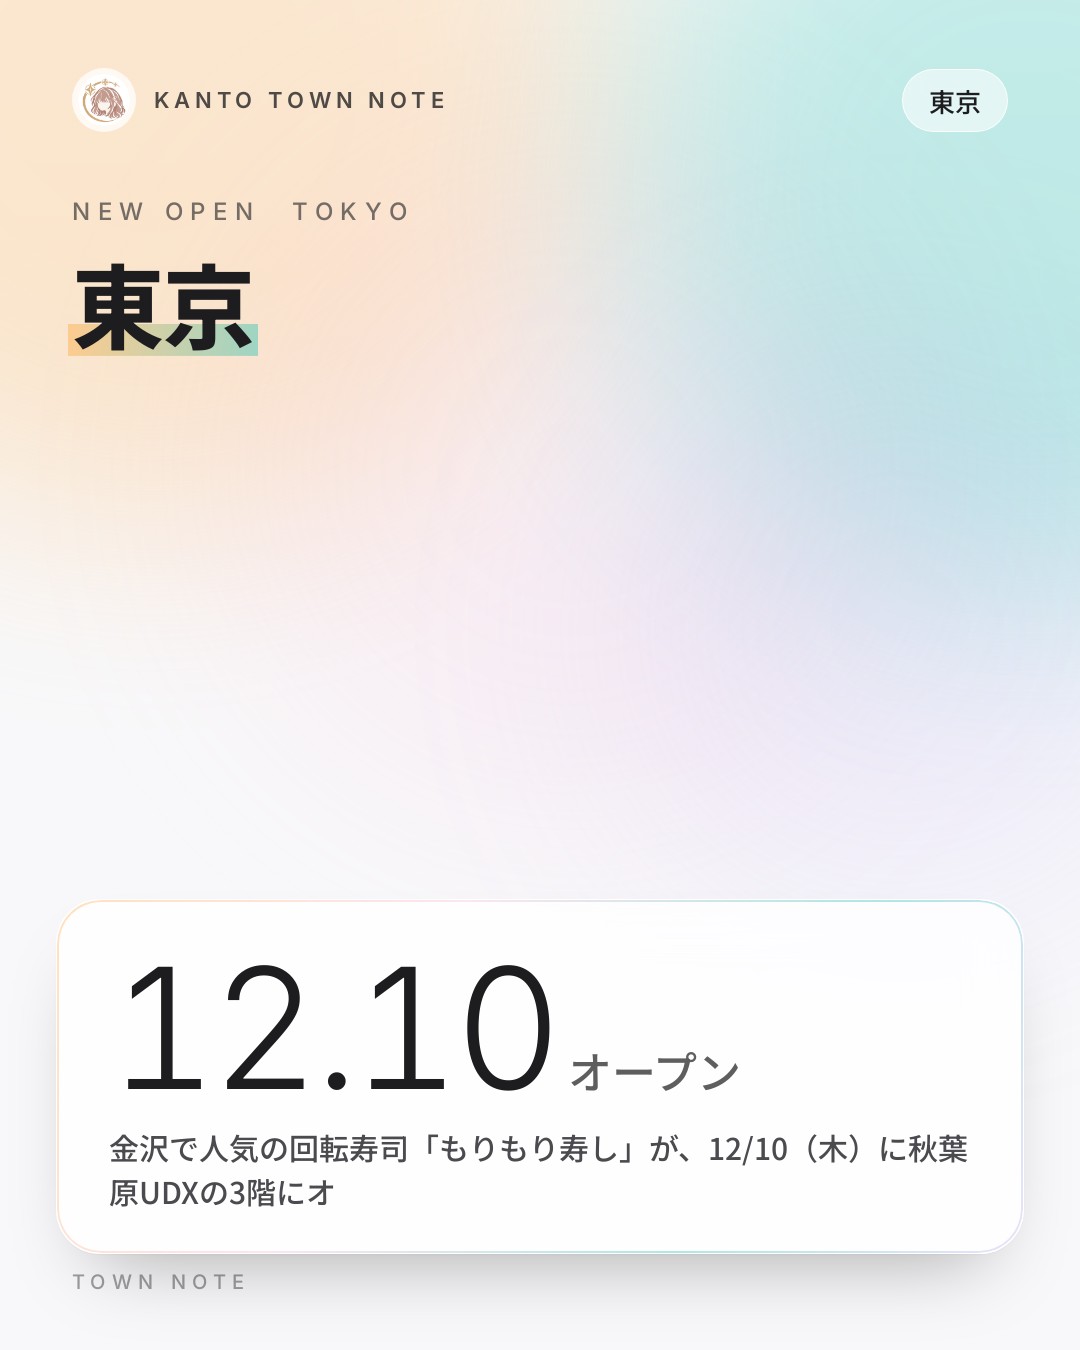 KANTO TOWN NOTE
東京
NEW OPEN TOKYO
東京
12.10 オープン
金沢で人気の回転寿司「もりもり寿し」が、12/10（木）に秋葉
原UDXの3階にオ
TOWN NOTE